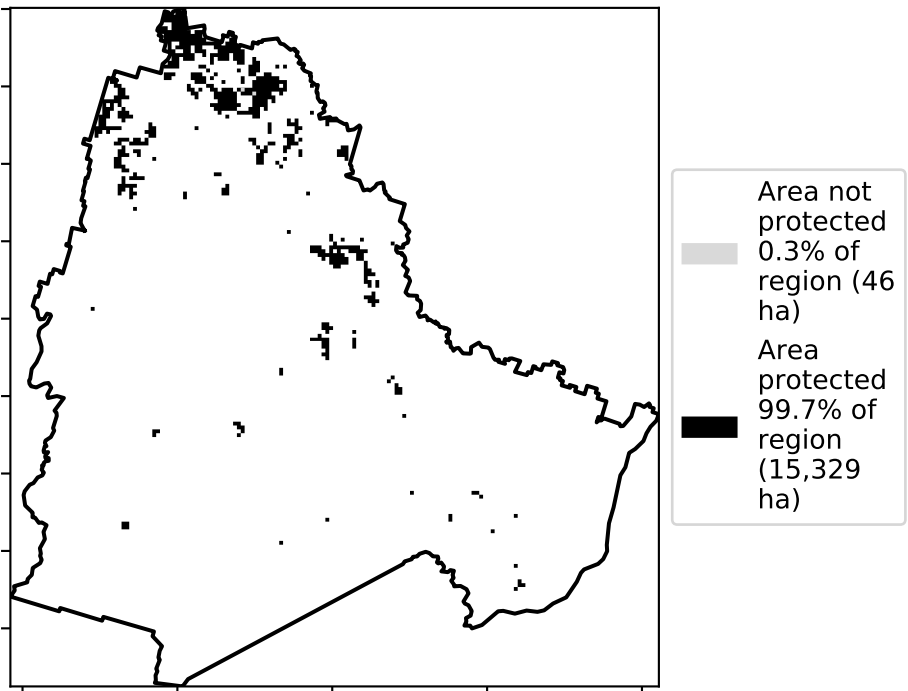 Area not
protected
0.3% of
region (46
ha)
Area
protected
99.7% of
region
(15,329
ha)